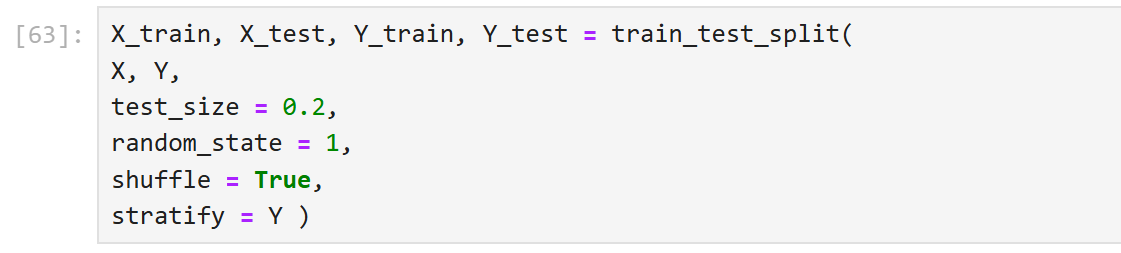 [63]: X_train, X_test, Y_train, Y_test = train_test_split(
X, Y,
test_size = 0.2,
random_state = 1,
shuffle = True,
stratify = Y )